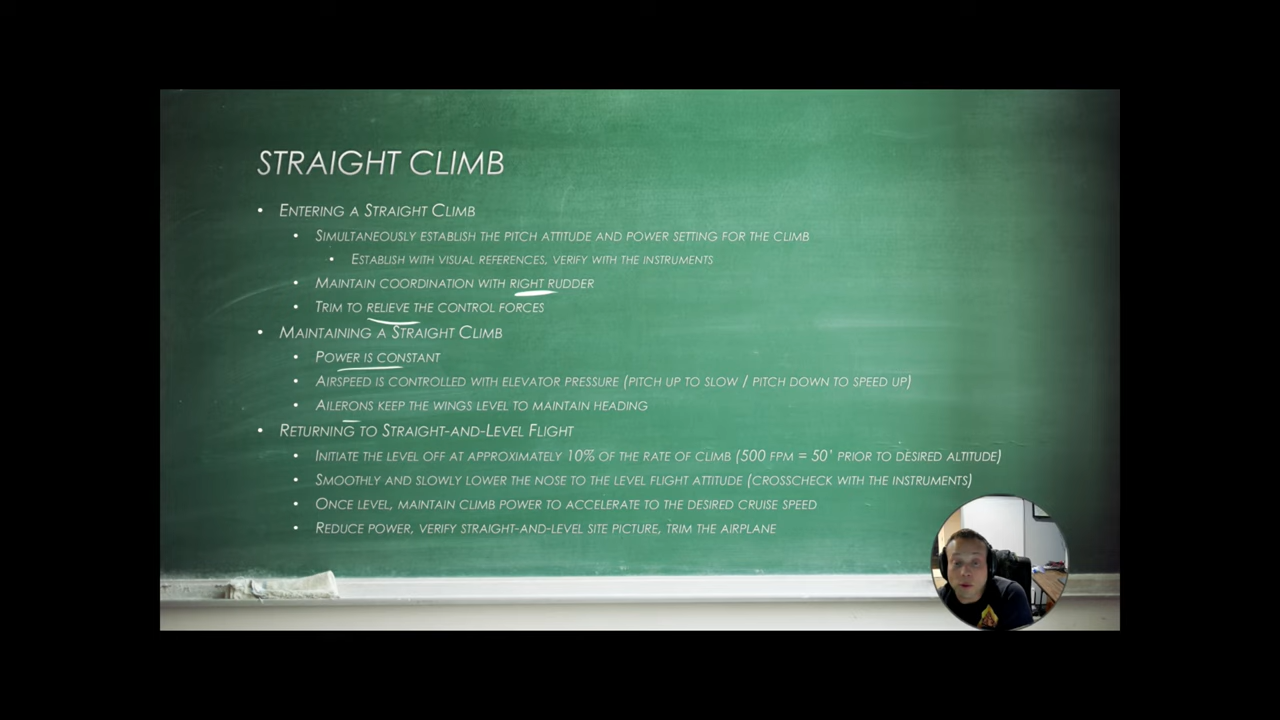 STRAIGHT CLIMB
• ENTERING A STRAIGHT CLIMB
• SIMULTANEOUSLY ESTABLISH THE PITCH ATTITUDE AND POWER SETTING FOR THE CLIMB
• ESTABLISH WITH VISUAL REFERENCES, VERIFY WITH THE INSTRUMENTS
• MAINTAIN COORDINATION WITH RIGHT RUDDER
• TRIM TO RELIEVE THE CONTROL FORCES
• MAINTAINING A STRAIGHT CLIMB
• POWER IS CONSTANT
• AIRSPEED IS CONTROLLED WITH ELEVATOR PRESSURE (PITCH UP TO SLOW / PITCH DOWN TO SPEED UP)
• AILERONS KEEP THE WINGS LEVEL TO MAINTAIN HEADING
• RETURNING TO STRAIGHT-AND-LEVEL FLIGHT
• INITIATE THE LEVEL OFF AT APPROXIMATELY 10% OF THE RATE OF CLIMB (500 FPM = 50' PRIOR TO DESIRED ALTITUDE)
• SMOOTHLY AND SLOWLY LOWER THE NOSE TO THE LEVEL FLIGHT ATTITUDE (CROSSCHECK WITH THE INSTRUMENTS)
• ONCE LEVEL, MAINTAIN CLIMB POWER TO ACCELERATE TO THE DESIRED CRUISE SPEED
• REDUCE POWER, VERIFY STRAIGHT-AND-LEVEL SITE PICTURE, TRIM THE AIRPLANE